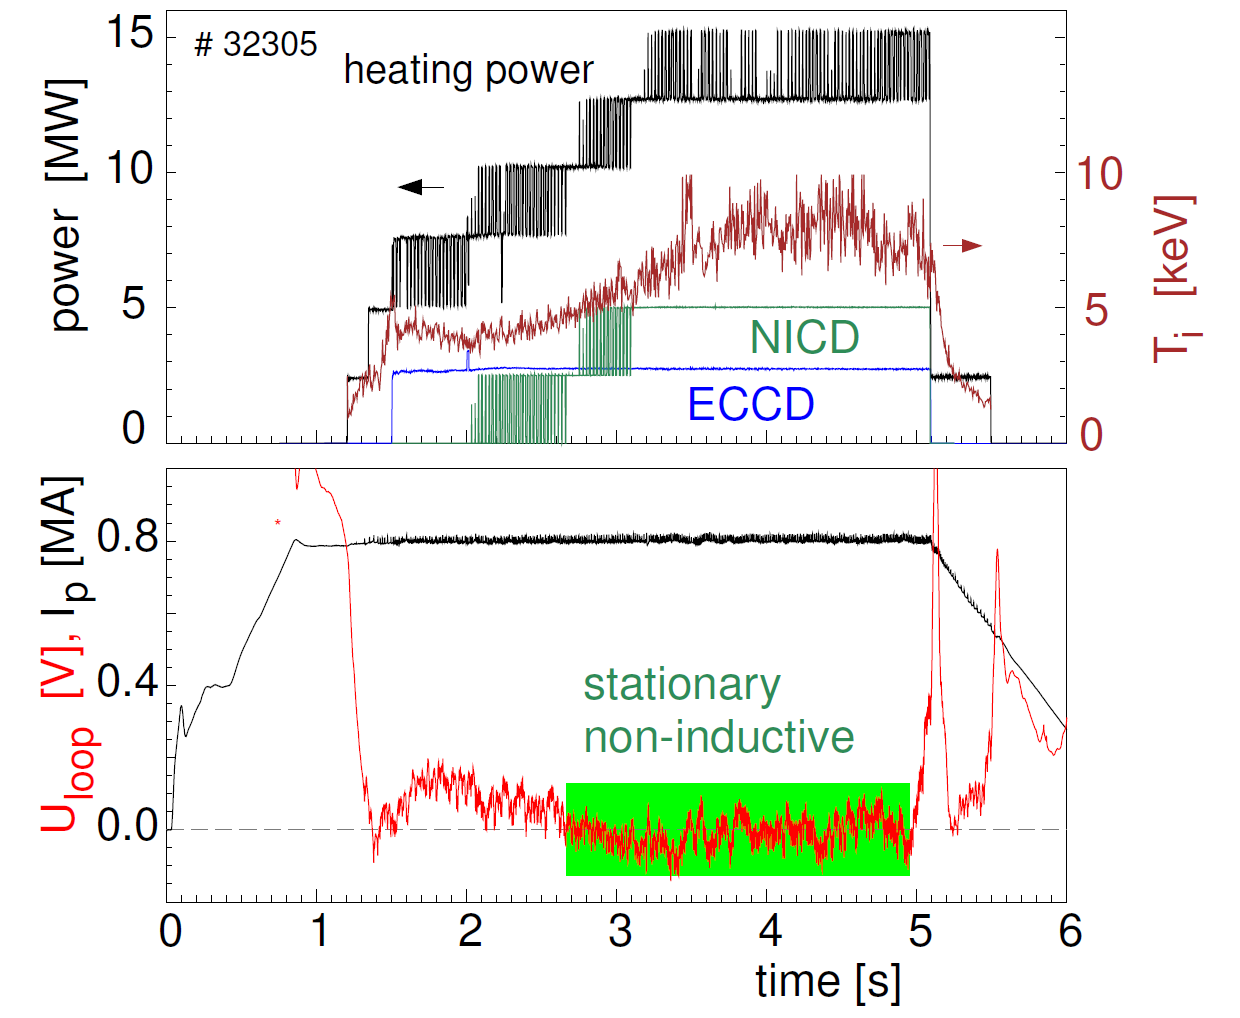 # 32305
heating power
power [MW]
15
10
5
0
10
5
0
T_i [keV]
NICD
ECCD
U_loop [V], I_p [MA]
0.8
0.4
0.0
*
stationary
non-inductive
0 1 2 3 4 5 6
time [s]